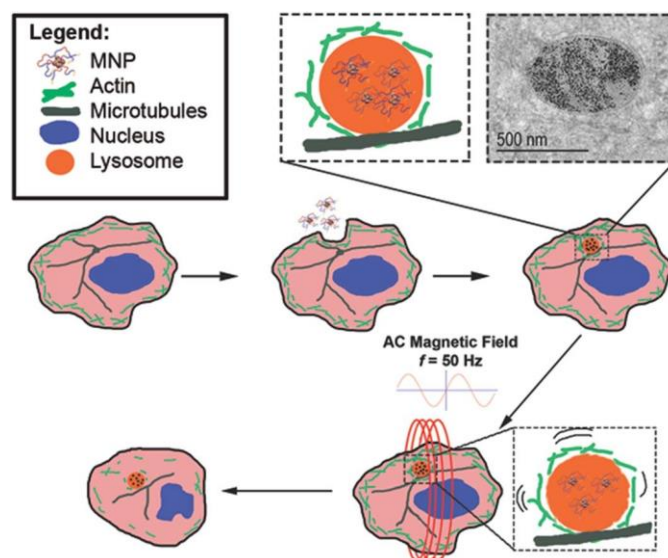 Legend:
MNP
Actin
Microtubules
Nucleus
Lysosome
500 nm
AC Magnetic Field
f = 50 Hz